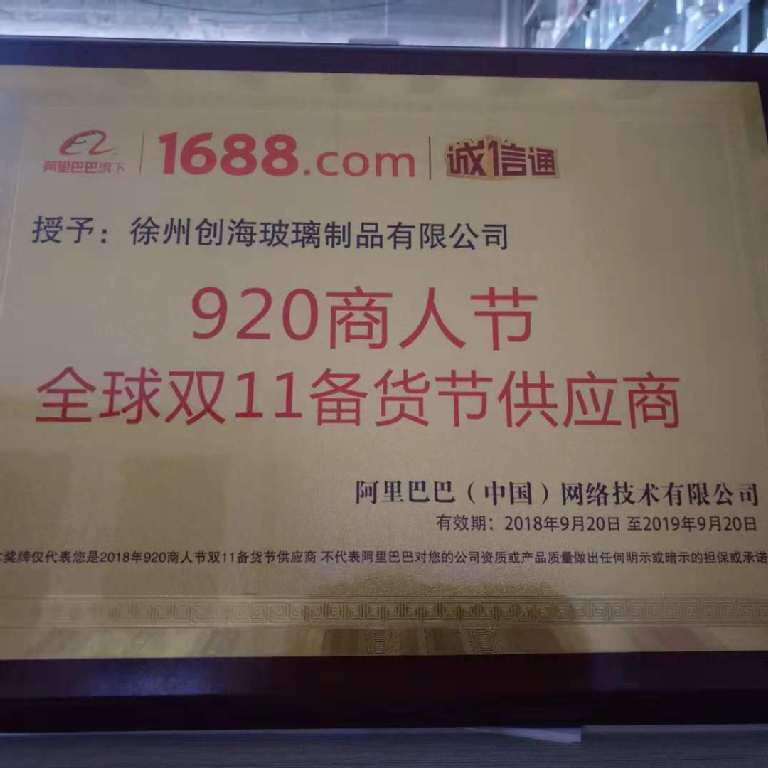 阿里巴巴旗下 1688.com 诚信通
授予：徐州创海玻璃制品有限公司
920商人节
全球双11备货节供应商
阿里巴巴（中国）网络技术有限公司
有效期：2018年9月20日 至2019年9月20日
奖牌仅代表您是2018年920商人节双11备货节供应商 不代表阿里巴巴对您的公司资质或产品质量做出任何明示或暗示的担保或承诺